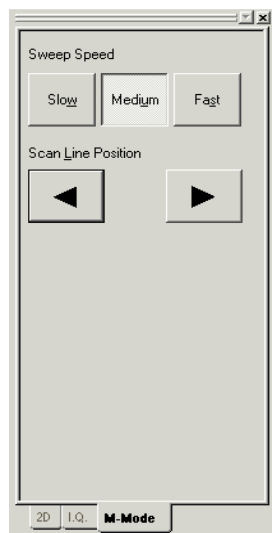 Sweep Speed
Slow Medium Fast
Scan Line Position
2D I.Q. M-Mode